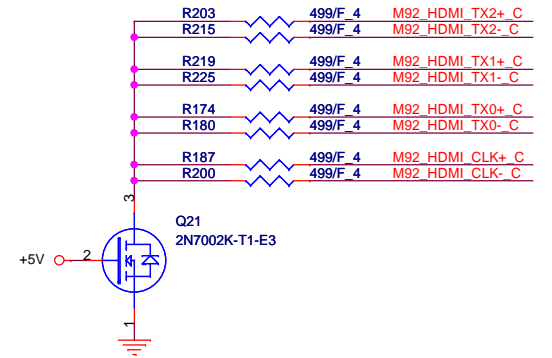 R203 499/F_4 M92_HDMI_TX2+_C
R215 499/F_4 M92_HDMI_TX2-_C
R219 499/F_4 M92_HDMI_TX1+_C
R225 499/F_4 M92_HDMI_TX1-_C
R174 499/F_4 M92_HDMI_TX0+_C
R180 499/F_4 M92_HDMI_TX0-_C
R187 499/F_4 M92_HDMI_CLK+_C
R200 499/F_4 M92_HDMI_CLK-_C
3
Q21
2N7002K-T1-E3
+5V 2
1